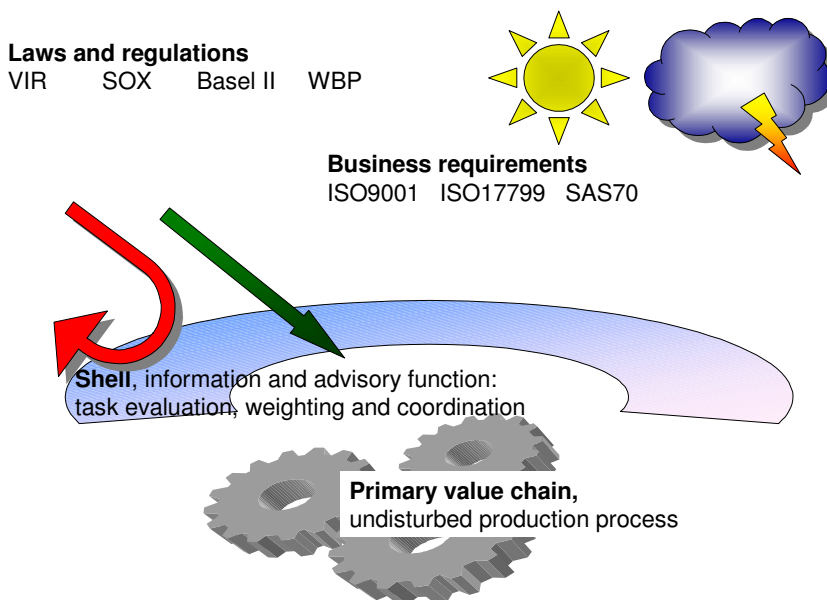 Laws and regulations
VIR SOX Basel II WBP
Business requirements
ISO9001 ISO17799 SAS70
Shell, information and advisory function:
task evaluation, weighting and coordination
Primary value chain,
undisturbed production process